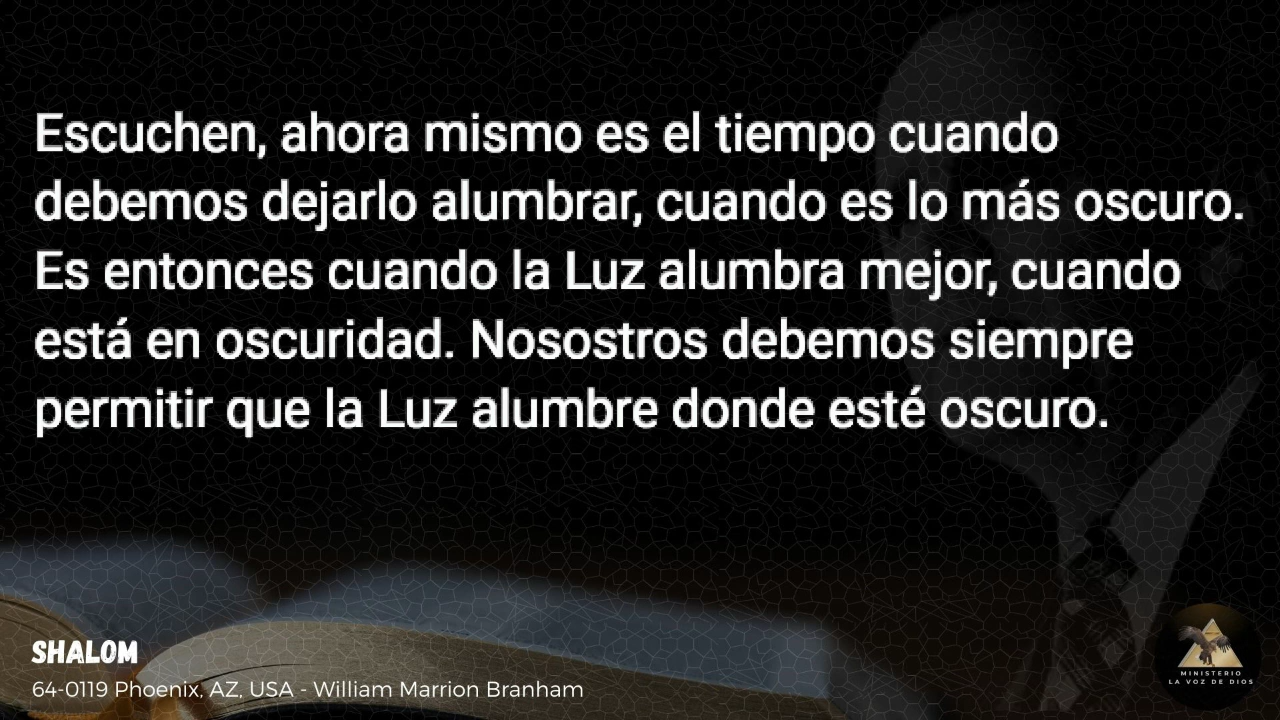 Escuchen, ahora mismo es el tiempo cuando
debemos dejarlo alumbrar, cuando es lo más oscuro.
Es entonces cuando la Luz alumbra mejor, cuando
está en oscuridad. Nosostros debemos siempre
permitir que la Luz alumbre donde esté oscuro.
SHALOM
64-0119 Phoenix, AZ, USA - William Marrion Branham
MINISTERIO
LA VOZ DE DIOS